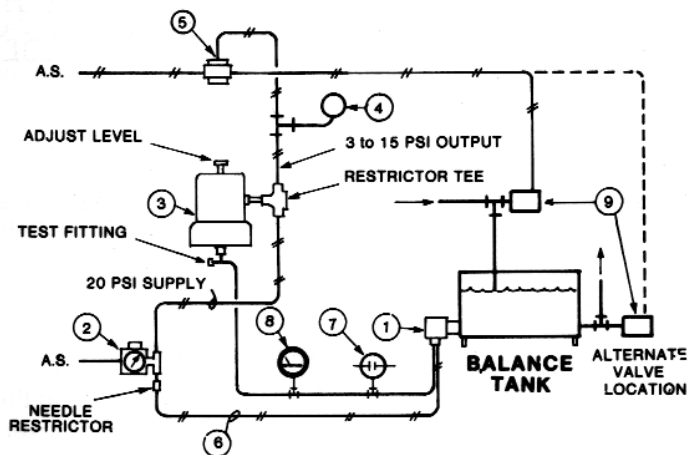 5
A.S.
4
ADJUST LEVEL
3 to 15 PSI OUTPUT
RESTRICTOR TEE
3
9
TEST FITTING
20 PSI SUPPLY
2
8
7
1
A.S.
BALANCE
TANK
ALTERNATE
VALVE
LOCATION
NEEDLE
RESTRICTOR
6